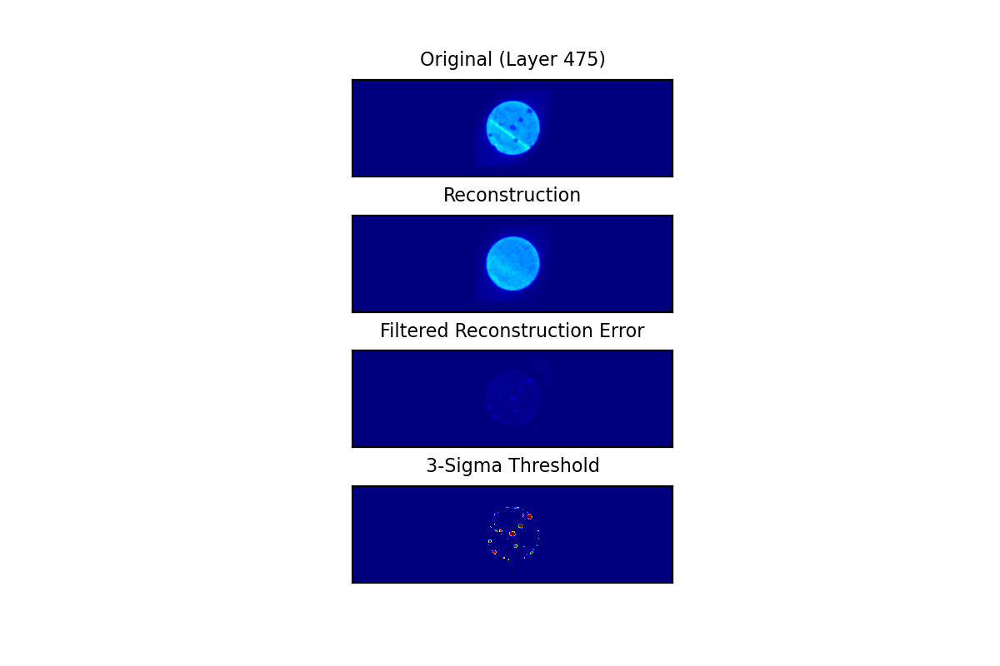 Original (Layer 475)
Reconstruction
Filtered Reconstruction Error
3-Sigma Threshold